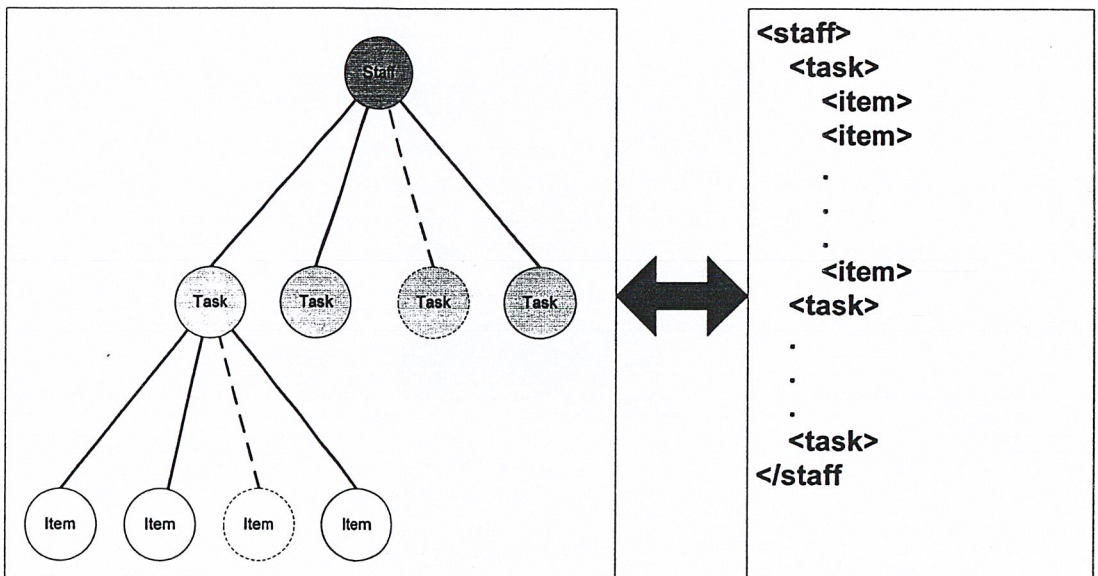 Staff
Task Task Task Task
Item Item Item Item
<staff>
<task>
<item>
<item>
.
.
.
<item>
<task>
.
.
.
<task>
</staff